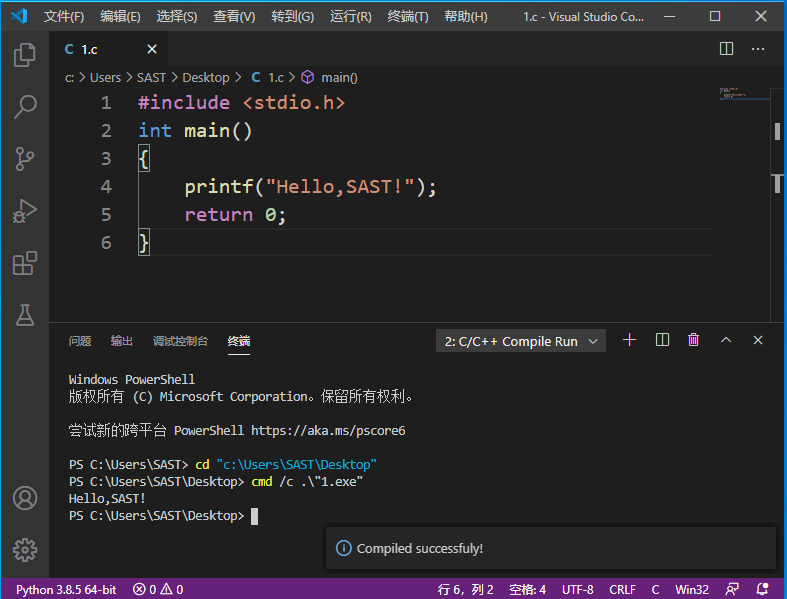 文件(F) 编辑(E) 选择(S) 查看(V) 转到(G) 运行(R) 终端(T) 帮助(H) 1.c - Visual Studio Co...
C 1.c
c: > Users > SAST > Desktop > C 1.c > main()
1 #include <stdio.h>
2 int main()
3 {
4 printf("Hello,SAST!");
5 return 0;
6 }
问题 输出 调试控制台 终端 2: C/C++ Compile Run
Windows PowerShell
版权所有 (C) Microsoft Corporation。保留所有权利。
尝试新的跨平台 PowerShell https://aka.ms/pscore6
PS C:\Users\SAST> cd "c:\Users\SAST\Desktop"
PS C:\Users\SAST\Desktop> cmd /c .\"1.exe"
Hello,SAST!
PS C:\Users\SAST\Desktop>
Compiled successfuly!
Python 3.8.5 64-bit 0 0 行 6，列 2 空格: 4 UTF-8 CRLF C Win32